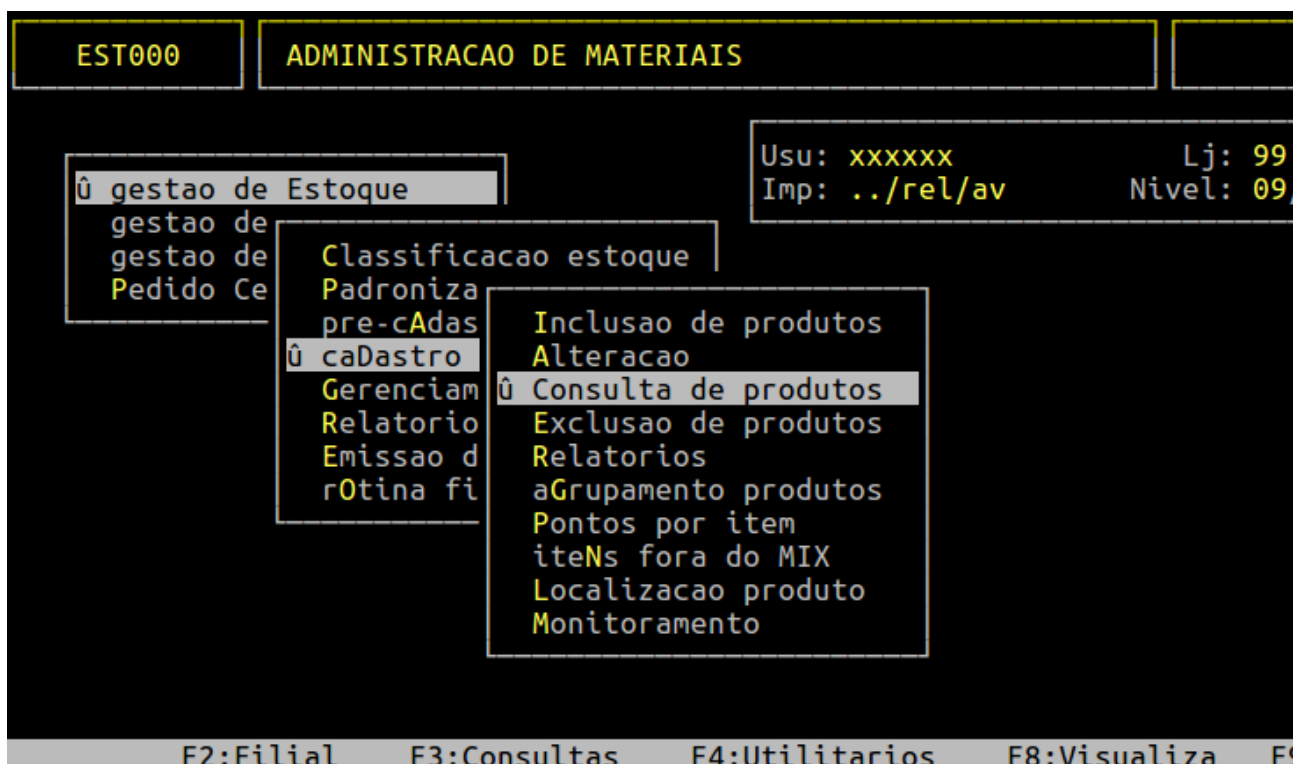 EST000 ADMINISTRACAO DE MATERIAIS
Usu: xxxxxx Lj: 99
Imp: ../rel/av Nivel: 09/
û gestao de Estoque
gestao de
gestao de
Pedido Ce
Classificacao estoque
Padroniza
pre-cAdas
û caDastro
Gerenciam
Relatorio
Emissao d
rOtina fi
Inclusao de produtos
Alteracao
û Consulta de produtos
Exclusao de produtos
Relatorios
aGrupamento produtos
Pontos por item
iteNs fora do MIX
Localizacao produto
Monitoramento
F2:Filial F3:Consultas F4:Utilitarios F8:Visualiza